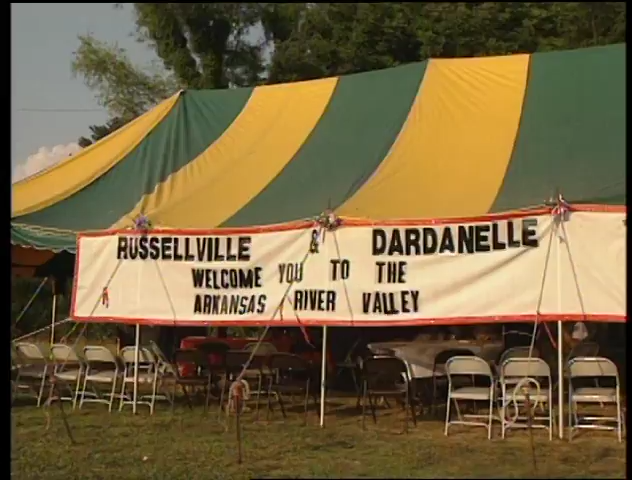 RUSSELLVILLE & DARDANELLE
WELCOME YOU TO THE
ARKANSAS RIVER VALLEY